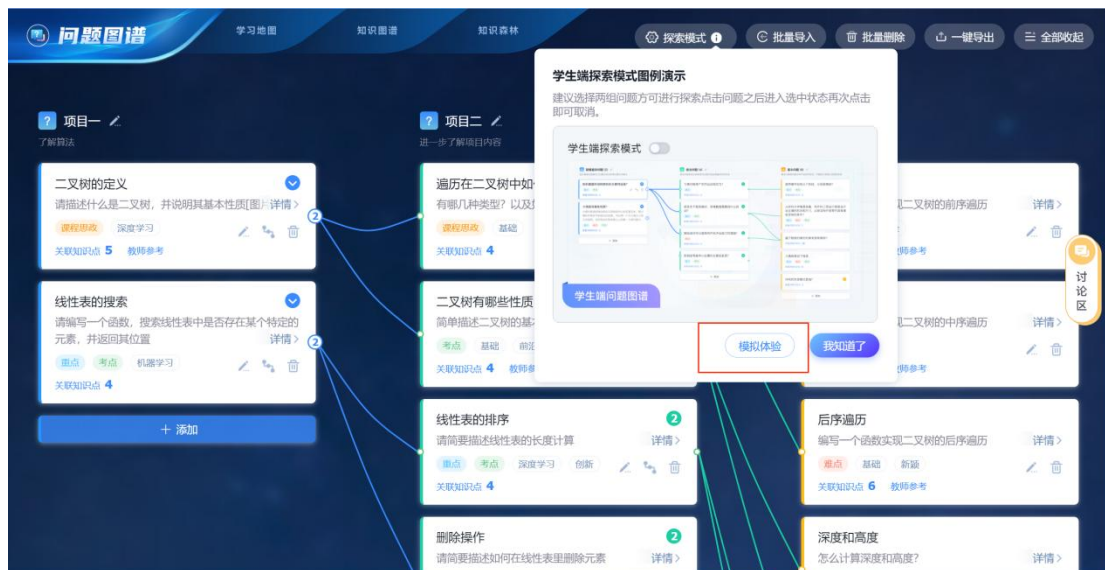 问题图谱
学习地图
知识图谱
知识森林
探索模式
批量导入
批量删除
一键导出
全部收起
学生端探索模式图例演示
建议选择两组问题方可进行探索点击问题之后进入选中状态再次点击
即可取消。
学生端探索模式
学生端问题图谱
模拟体验
我知道了
项目一
了解算法
二叉树的定义
请描述什么是二叉树，并说明其基本性质[图片
详情>
课程思政 深度学习
关联知识点 5 教师参考
2
线性表的搜索
请编写一个函数，搜索线性表中是否存在某个特定的
元素，并返回其位置
详情>
重点 考点 机器学习
关联知识点 4
2
+ 添加
项目二
进一步了解项目内容
遍历在二叉树中如
有哪几种类型？以及
课程思政 基础
关联知识点 4
二叉树有哪些性质
简单描述二叉树的基
考点 基础 前沿
关联知识点 4 教师参
线性表的排序
2
请简要描述线性表的长度计算
详情>
重点 考点 深度学习 创新
关联知识点 4
删除操作
2
请简要描述如何在线性表里删除元素
详情>
二叉树的前序遍历
详情>
师参考
二叉树的中序遍历
详情>
师参考
后序遍历
编写一个函数实现二叉树的后序遍历
详情>
难点 基础 新颖
关联知识点 6 教师参考
深度和高度
怎么计算深度和高度?
详情>
讨
论
区